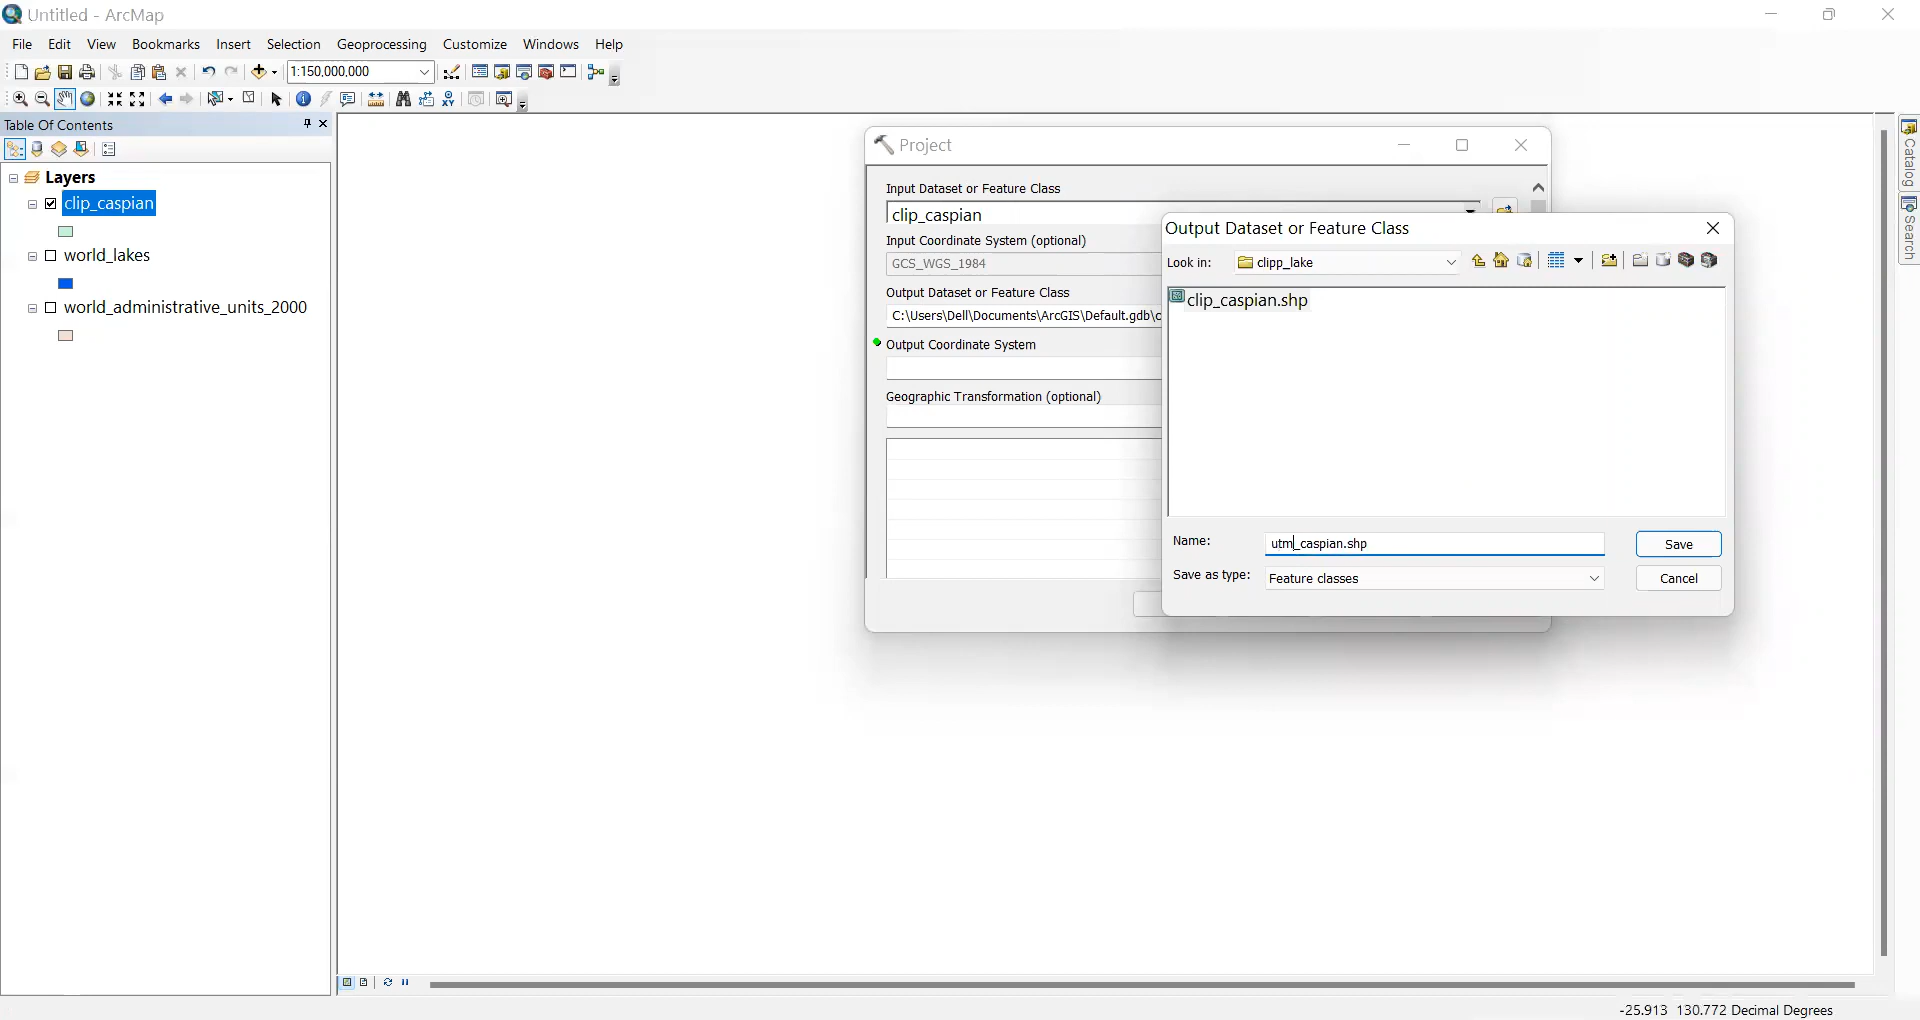 Untitled - ArcMap
File Edit View Bookmarks Insert Selection Geoprocessing Customize Windows Help
1:150,000,000
Table Of Contents
Layers
clip_caspian
world_lakes
world_administrative_units_2000
Project
Input Dataset or Feature Class
clip_caspian
Input Coordinate System (optional)
GCS_WGS_1984
Output Dataset or Feature Class
C:\Users\Dell\Documents\ArcGIS\Default.gdb\c
Output Coordinate System
Geographic Transformation (optional)
Output Dataset or Feature Class
Look in: clipp_lake
clip_caspian.shp
Name: utm_caspian.shp
Save
Save as type: Feature classes
Cancel
Catalog
Search
-25.913 130.772 Decimal Degrees